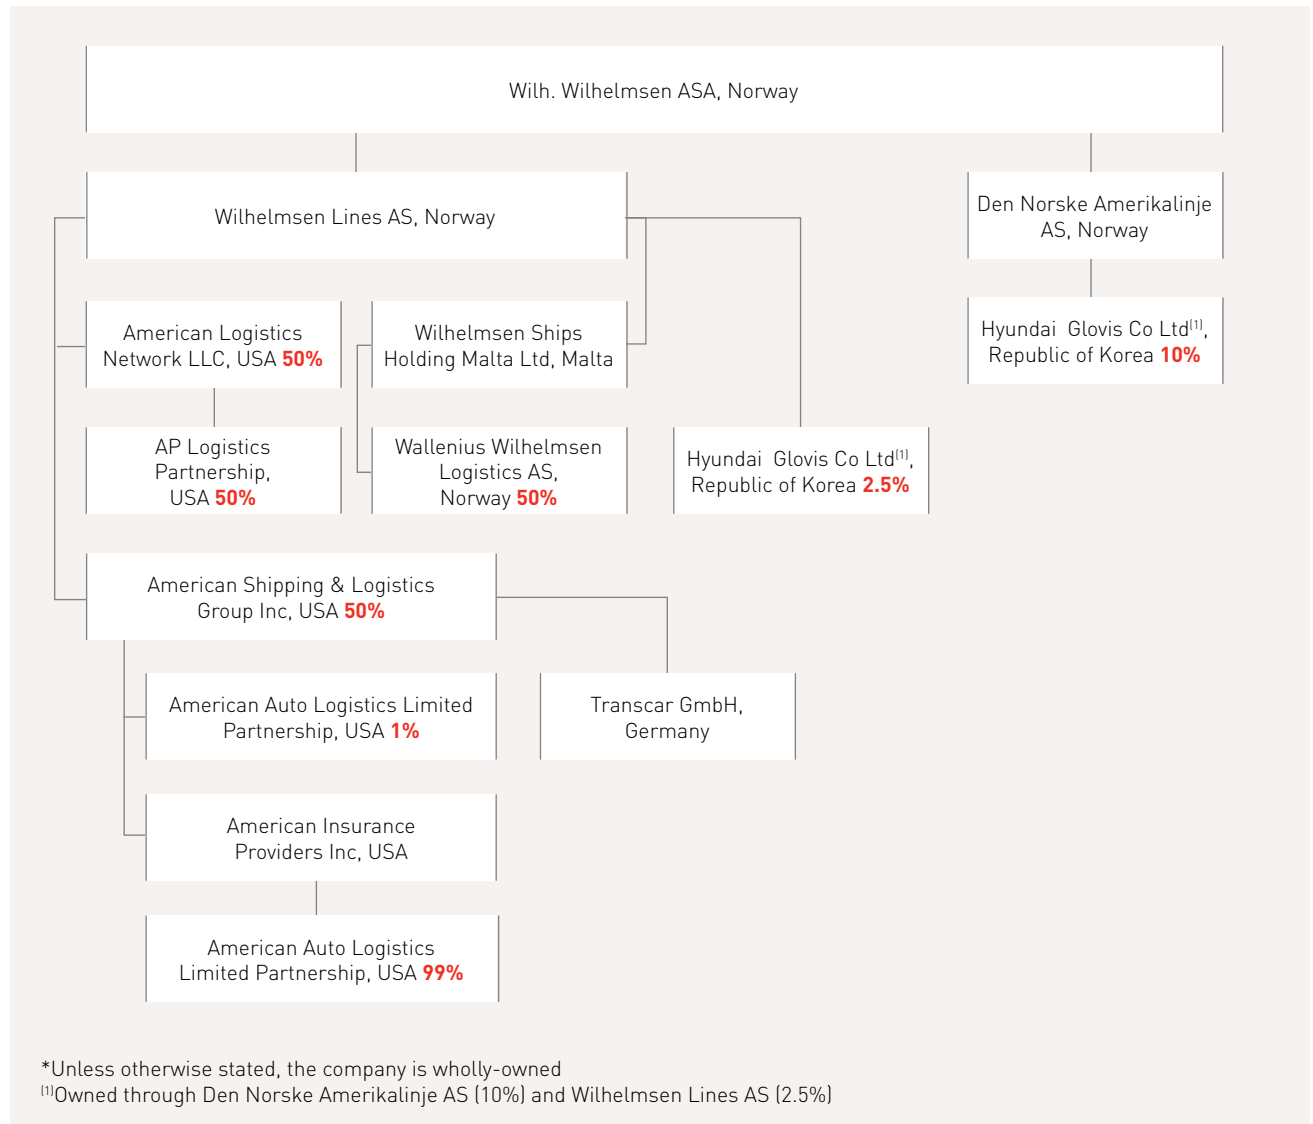 Wilh. Wilhelmsen ASA, Norway
Wilhelmsen Lines AS, Norway
Den Norske Amerikalinje
AS, Norway
American Logistics
Network LLC, USA 50%
Wilhelmsen Ships
Holding Malta Ltd, Malta
Hyundai Glovis Co Ltd(1),
Republic of Korea 10%
AP Logistics
Partnership,
USA 50%
Wallenius Wilhelmsen
Logistics AS,
Norway 50%
Hyundai Glovis Co Ltd(1),
Republic of Korea 2.5%
American Shipping & Logistics
Group Inc, USA 50%
American Auto Logistics Limited
Partnership, USA 1%
Transcar GmbH,
Germany
American Insurance
Providers Inc, USA
American Auto Logistics
Limited Partnership, USA 99%
*Unless otherwise stated, the company is wholly-owned
(1)Owned through Den Norske Amerikalinje AS (10%) and Wilhelmsen Lines AS (2.5%)